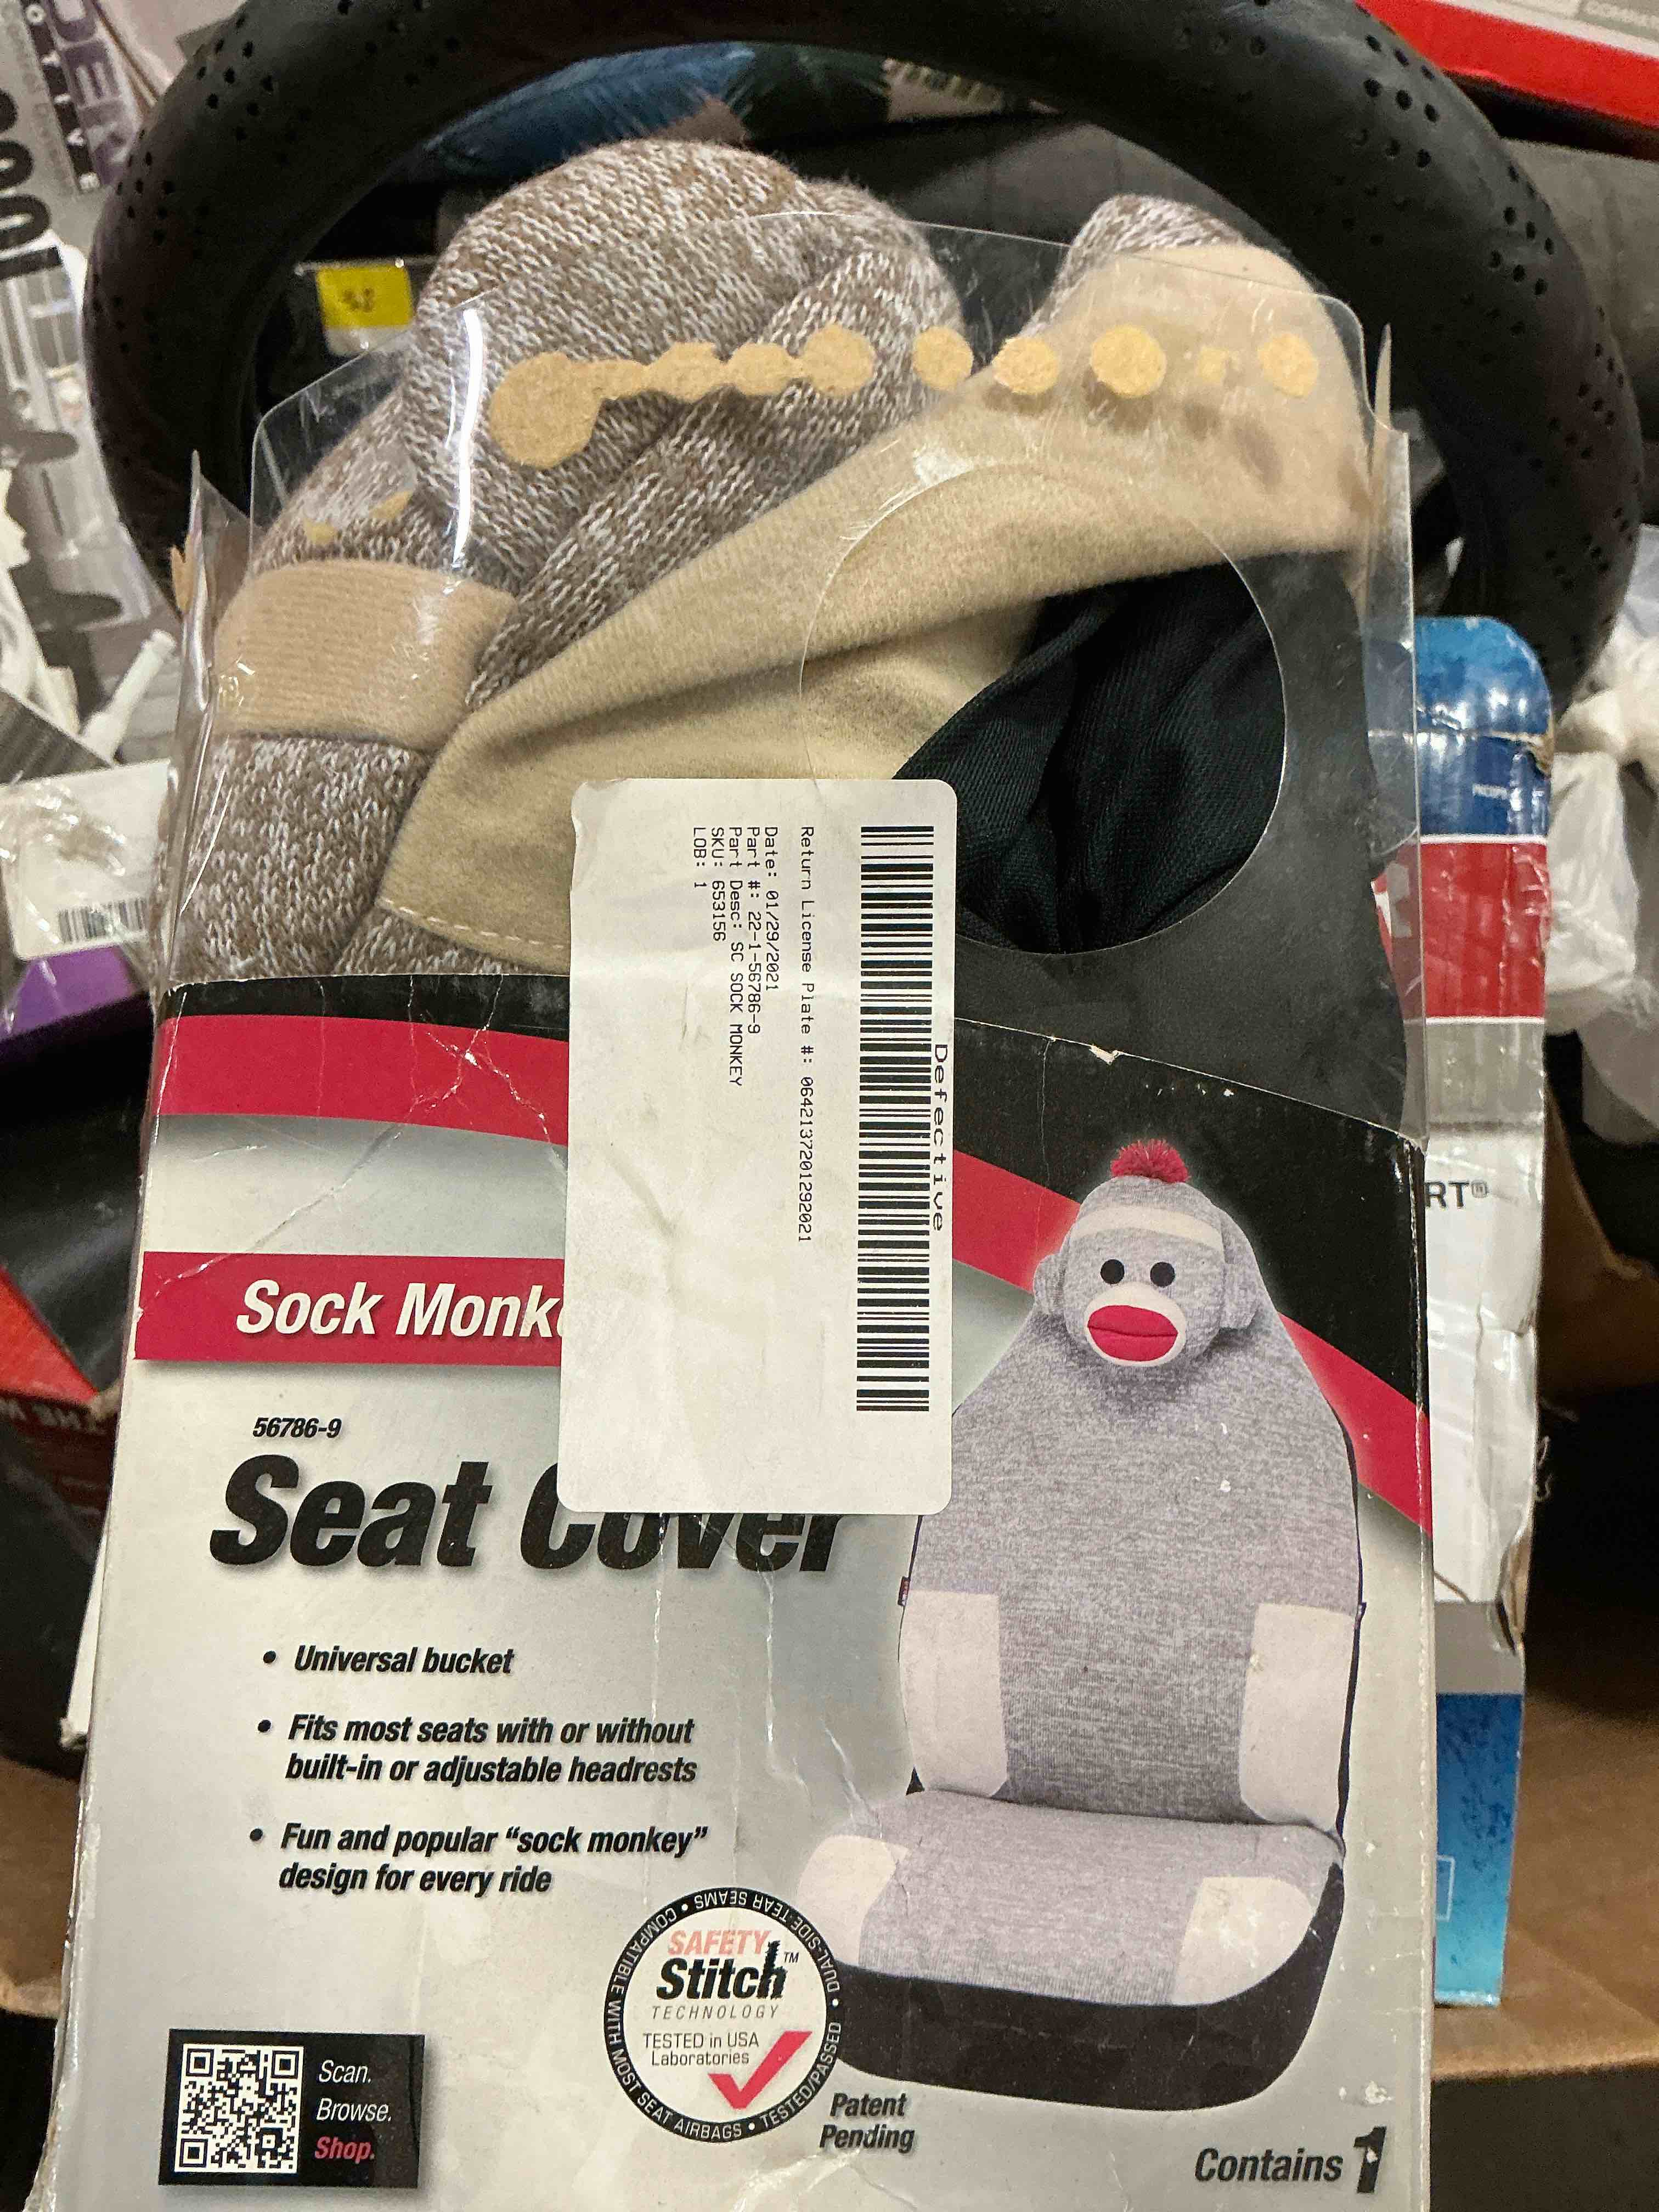 Defective
Return License Plate #: 0642137201292021
Date: 01/29/2021
Part #: 22-1-56786-9
Part Desc: SC SOCK MONKEY
SKU: 653156
LOB: 1
RT®
Sock Monk
56786-9
Seat Cover
• Universal bucket
• Fits most seats with or without
built-in or adjustable headrests
• Fun and popular “sock monkey”
design for every ride
DUAL-SIDE-TEAR SEAMS • COMPATIBLE WITH MOST SEAT AIRBAGS • TESTED/PASSED •
SAFETY
Stitch™
TECHNOLOGY
TESTED in USA
Laboratories
Scan.
Browse.
Shop.
Patent
Pending
Contains 1